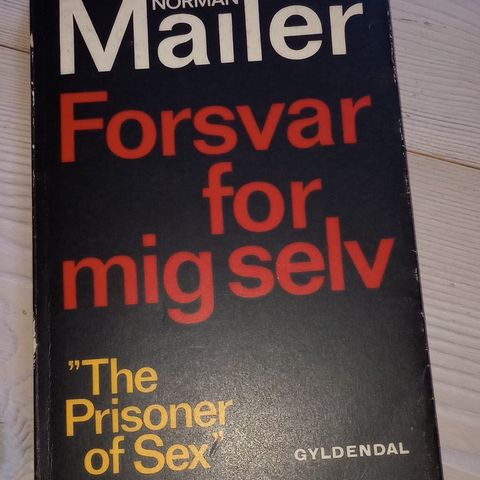 NORMAN
Mailer
Forsvar
for
mig selv
"The
Prisoner
of Sex"
GYLDENDAL